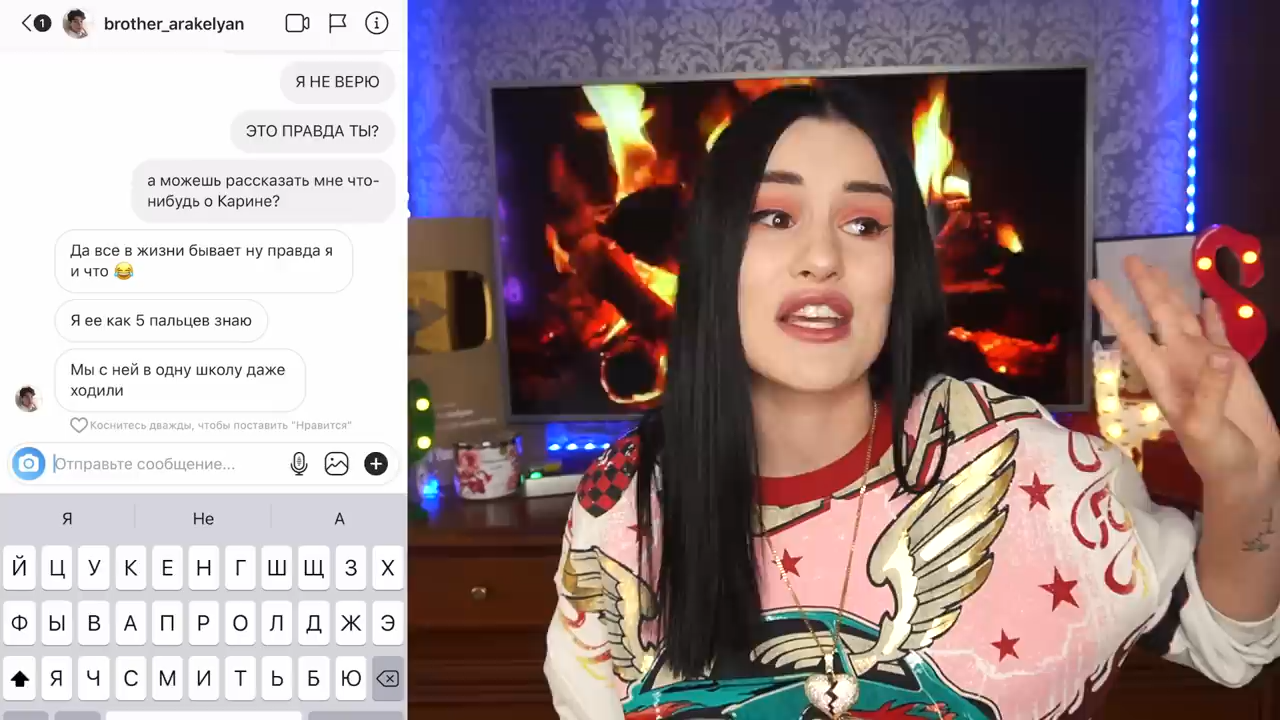 1 brother_arakelyan
Я НЕ ВЕРЮ
ЭТО ПРАВДА ТЫ?
а можешь рассказать мне что-
нибудь о Карине?
Да все в жизни бывает ну правда я
и что 😂
Я ее как 5 пальцев знаю
Мы с ней в одну школу даже
ходили
Коснитесь дважды, чтобы поставить "Нравится"
Отправьте сообщение...
Я Не А
Й Ц У К Е Н Г Ш Щ З Х
Ф Ы В А П Р О Л Д Ж Э
Я Ч С М И Т Ь Б Ю